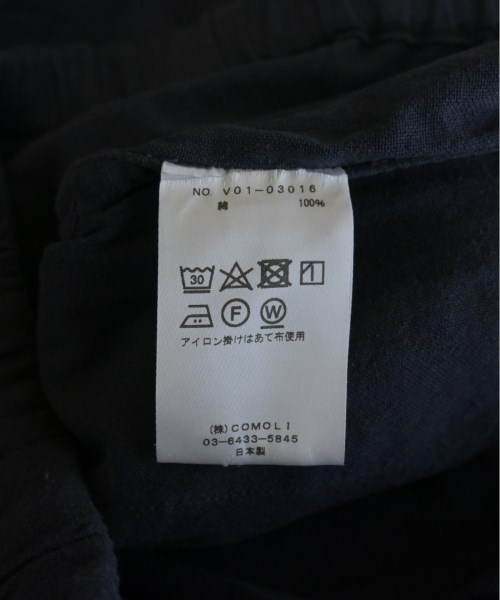 NO. V01-03016
綿 100%
30
F W
アイロン掛けはあて布使用
(株)COMOLI
03-6433-5845
日本製